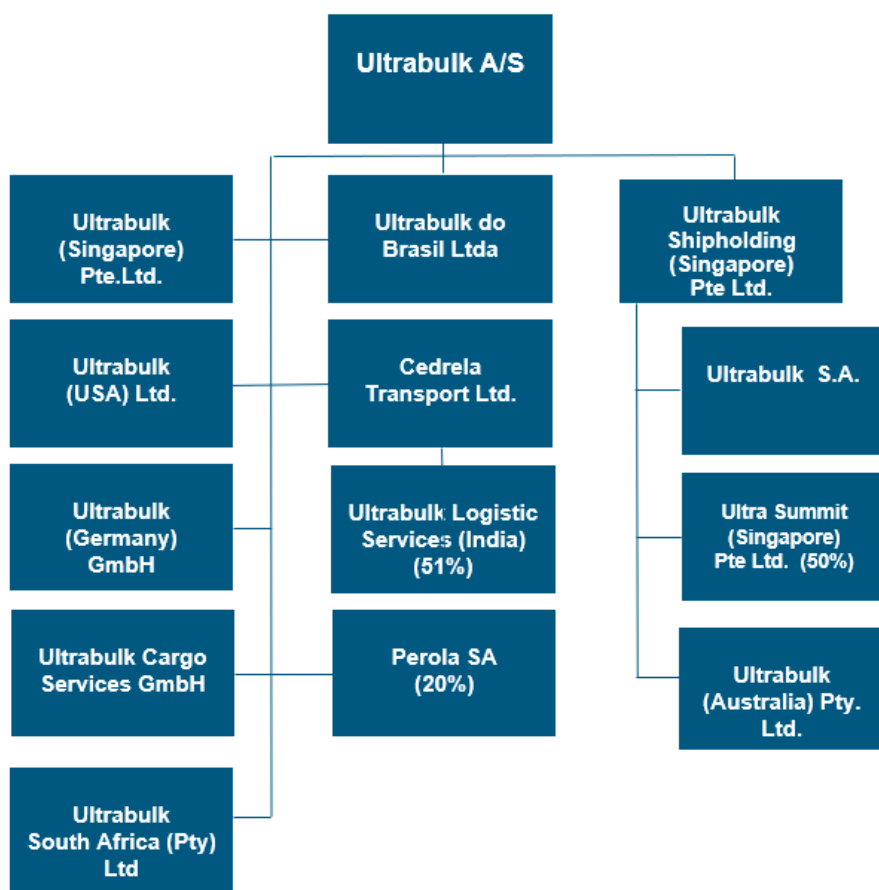 Ultrabulk A/S
Ultrabulk
(Singapore)
Pte.Ltd.
Ultrabulk do
Brasil Ltda
Ultrabulk
Shipholding
(Singapore)
Pte Ltd.
Ultrabulk
(USA) Ltd.
Cedrela
Transport Ltd.
Ultrabulk S.A.
Ultrabulk
(Germany)
GmbH
Ultrabulk Logistic
Services (India)
(51%)
Ultra Summit
(Singapore)
Pte Ltd. (50%)
Ultrabulk Cargo
Services GmbH
Perola SA
(20%)
Ultrabulk
(Australia) Pty.
Ltd.
Ultrabulk
South Africa (Pty)
Ltd